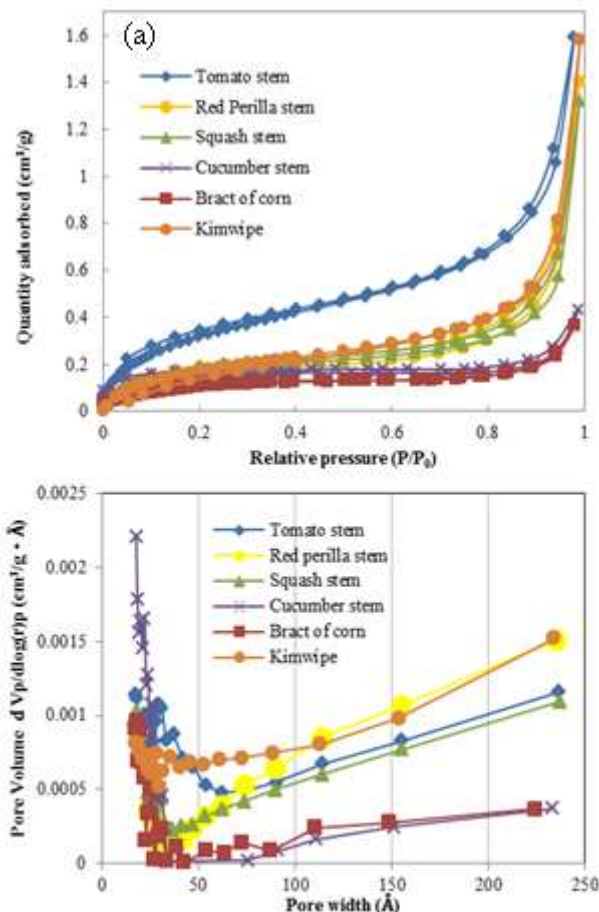 (a)
1.6
1.4
1.2
1
0.8
0.6
0.4
0.2
0
Quantity adsorbed (cm³/g)
Tomato stem
Red Perilla stem
Squash stem
Cucumber stem
Bract of corn
Kimwipe
0 0.2 0.4 0.6 0.8 1
Relative pressure (P/P₀)
0.0025
0.002
0.0015
0.001
0.0005
0
Pore Volume d Vp/dlog(r)p (cm³/g • Å)
Tomato stem
Red perilla stem
Squash stem
Cucumber stem
Bract of corn
Kimwipe
0 50 100 150 200 250
Pore width (Å)